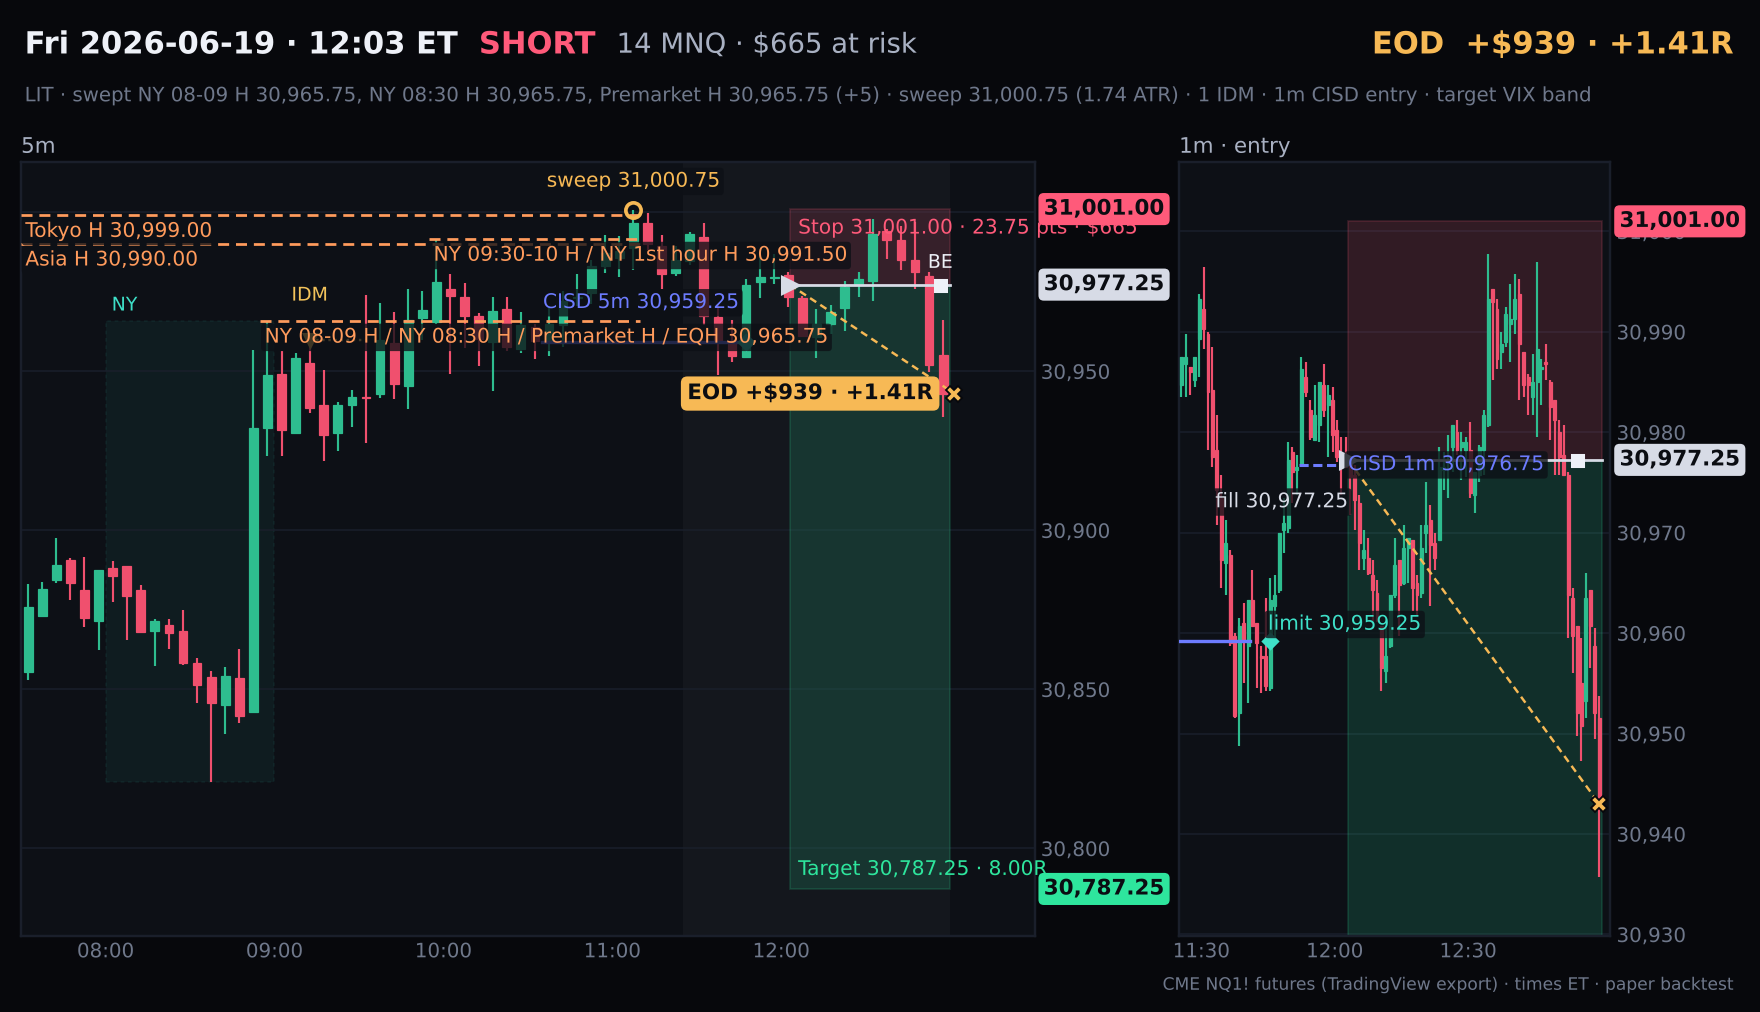 Fri 2026-06-19 · 12:03 ET SHORT 14 MNQ · $665 at risk
EOD +$939 · +1.41R
LIT · swept NY 08-09 H 30,965.75, NY 08:30 H 30,965.75, Premarket H 30,965.75 (+5) · sweep 31,000.75 (1.74 ATR) · 1 IDM · 1m CISD entry · target VIX band
5m
sweep 31,000.75
Tokyo H 30,999.00
Asia H 30,990.00
Stop 31,001.00 · 23.75 pts · $665
31,001.00
NY 09:30-10 H / NY 1st hour H 30,991.50
BE
30,977.25
NY
IDM
CISD 5m 30,959.25
NY 08-09 H / NY 08:30 H / Premarket H / EQH 30,965.75
EOD +$939 · +1.41R
30,950
30,900
30,850
30,800
Target 30,787.25 · 8.00R
30,787.25
08:00
09:00
10:00
11:00
12:00
1m · entry
31,001.00
30,990
30,980
30,977.25
CISD 1m 30,976.75
fill 30,977.25
30,970
limit 30,959.25
30,960
30,950
30,940
30,930
11:30
12:00
12:30
CME NQ1! futures (TradingView export) · times ET · paper backtest